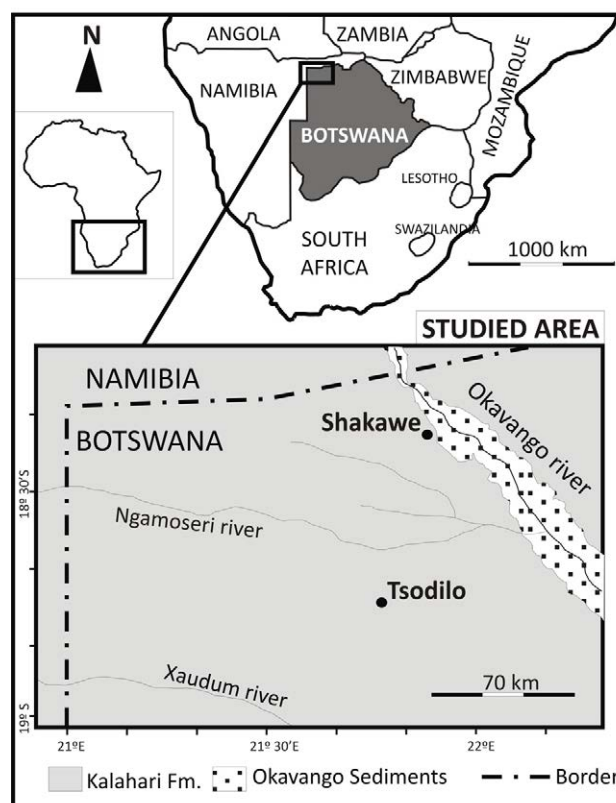 N
ANGOLA
ZAMBIA
NAMIBIA
ZIMBABWE
MOZAMBIQUE
BOTSWANA
LESOTHO
SWAZILANDIA
SOUTH
AFRICA
1000 km
STUDIED AREA
NAMIBIA
BOTSWANA
Shakawe
Okavango river
18º 30'S
Ngamoseri river
Tsodilo
Xaudum river
70 km
19º S
21ºE
21º 30'E
22ºE
Kalahari Fm.
Okavango Sediments
Border